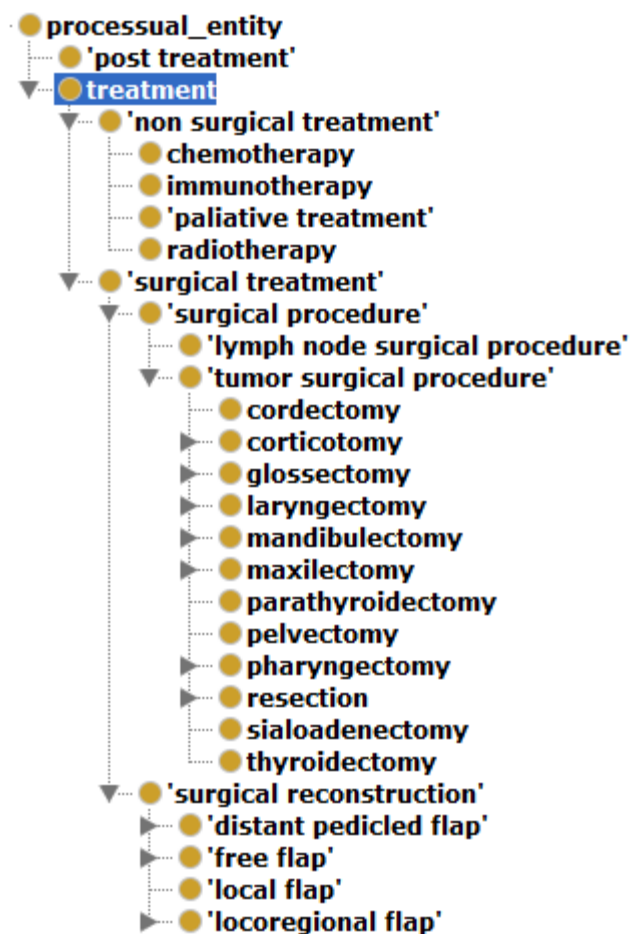 processual_entity
'post treatment'
treatment
'non surgical treatment'
chemotherapy
immunotherapy
'paliative treatment'
radiotherapy
'surgical treatment'
'surgical procedure'
'lymph node surgical procedure'
'tumor surgical procedure'
cordectomy
corticotomy
glossectomy
laryngectomy
mandibulectomy
maxilectomy
parathyroidectomy
pelvectomy
pharyngectomy
resection
sialoadenectomy
thyroidectomy
'surgical reconstruction'
'distant pedicled flap'
'free flap'
'local flap'
'locoregional flap'